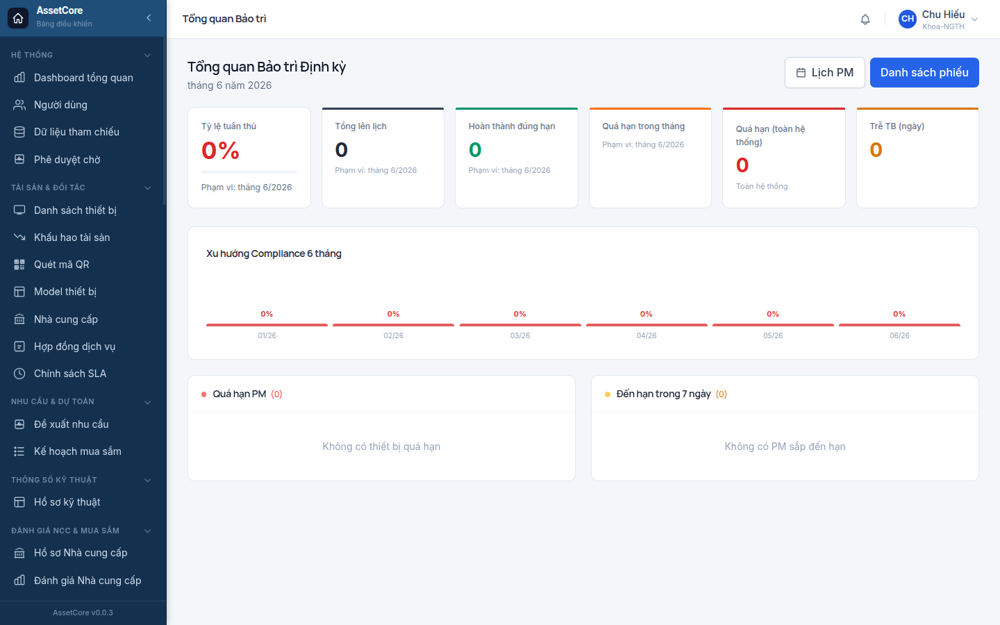 AssetCore
Bảng điều khiển
HỆ THỐNG
Dashboard tổng quan
Người dùng
Dữ liệu tham chiếu
Phê duyệt chờ
TÀI SẢN & ĐỐI TÁC
Danh sách thiết bị
Khấu hao tài sản
Quét mã QR
Model thiết bị
Nhà cung cấp
Hợp đồng dịch vụ
Chính sách SLA
NHU CẦU & DỰ TOÁN
Đề xuất nhu cầu
Kế hoạch mua sắm
THÔNG SỐ KỸ THUẬT
Hồ sơ kỹ thuật
ĐÁNH GIÁ NCC & MUA SẮM
Hồ sơ Nhà cung cấp
Đánh giá Nhà cung cấp
AssetCore v0.0.3
Tổng quan Bảo trì
CH
Chu Hiếu
Khoa-NGTH
Tổng quan Bảo trì Định kỳ
tháng 6 năm 2026
Lịch PM
Danh sách phiếu
Tỷ lệ tuân thủ
0%
Phạm vi: tháng 6/2026
Tổng lên lịch
0
Phạm vi: tháng 6/2026
Hoàn thành đúng hạn
0
Phạm vi: tháng 6/2026
Quá hạn trong tháng
Phạm vi: tháng 6/2026
Quá hạn (toàn hệ
thống)
0
Toàn hệ thống
Trễ TB (ngày)
0
Xu hướng Compliance 6 tháng
0% 0% 0% 0% 0% 0%
01/26 02/26 03/26 04/26 05/26 06/26
Quá hạn PM (0)
Không có thiết bị quá hạn
Đến hạn trong 7 ngày (0)
Không có PM sắp đến hạn